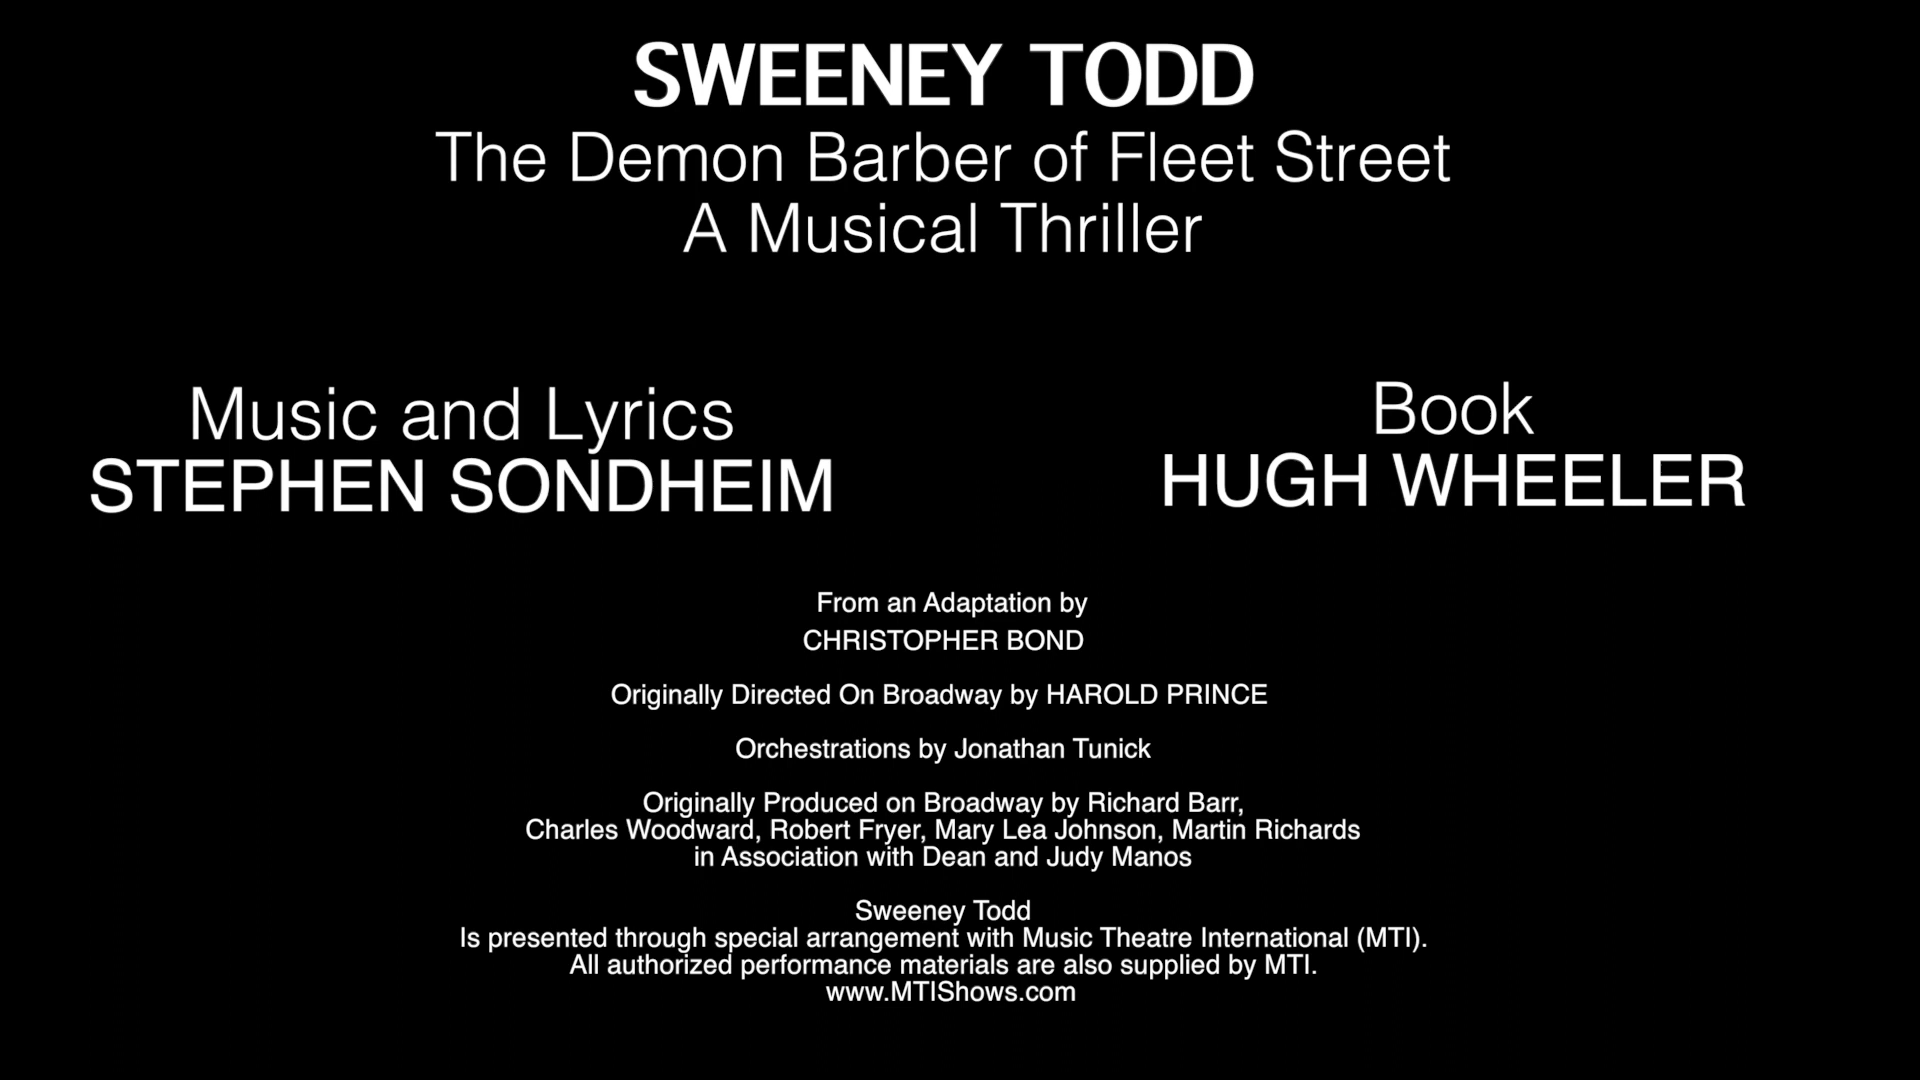 SWEENEY TODD
The Demon Barber of Fleet Street
A Musical Thriller
Music and Lyrics
STEPHEN SONDHEIM
Book
HUGH WHEELER
From an Adaptation by
CHRISTOPHER BOND
Originally Directed On Broadway by HAROLD PRINCE
Orchestrations by Jonathan Tunick
Originally Produced on Broadway by Richard Barr,
Charles Woodward, Robert Fryer, Mary Lea Johnson, Martin Richards
in Association with Dean and Judy Manos
Sweeney Todd
Is presented through special arrangement with Music Theatre International (MTI).
All authorized performance materials are also supplied by MTI.
www.MTIShows.com